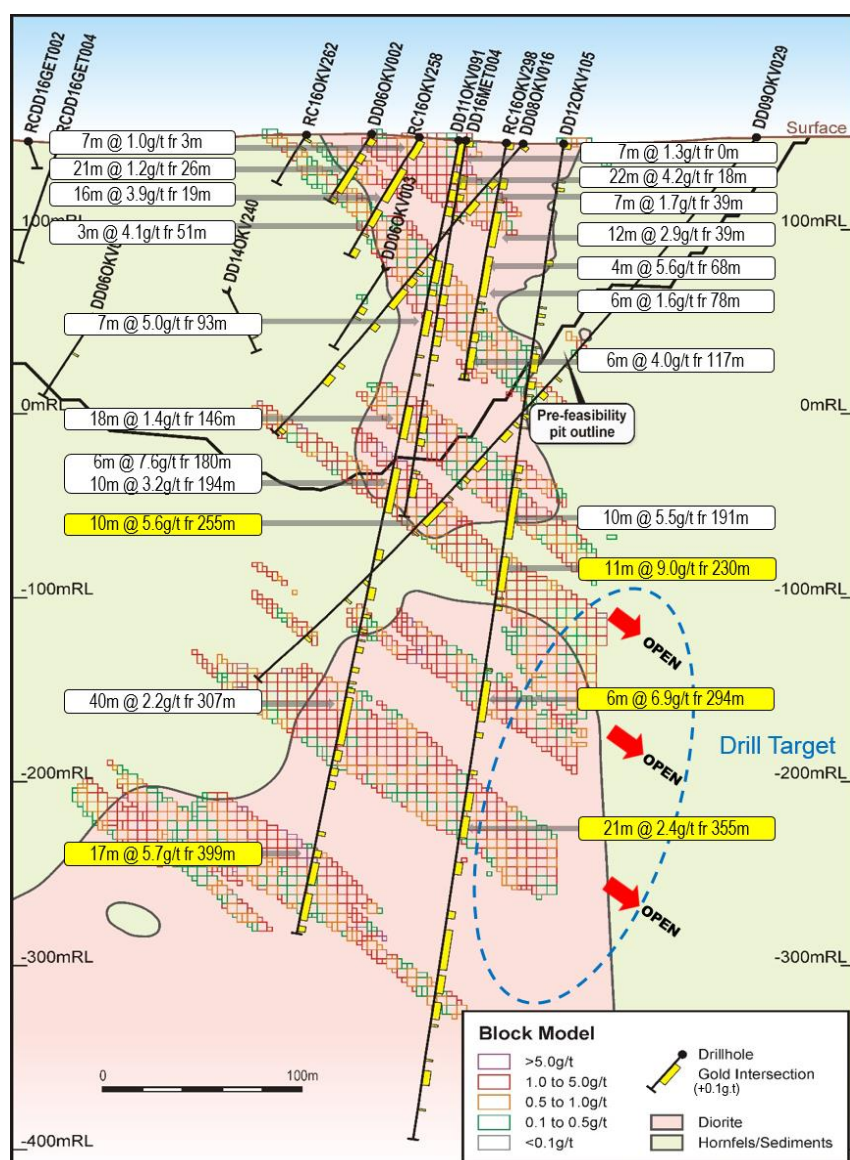 RCDD16GET002
RCDD16GET004
RC16OKV262
DD06OKV002
RC16OKV258
DD11OKV091
DD16MET004
RC16OKV298
DD08OKV016
DD12OKV105
DD09OKV029
Surface
7m @ 1.0g/t fr 3m
21m @ 1.2g/t fr 26m
16m @ 3.9g/t fr 19m
3m @ 4.1g/t fr 51m
7m @ 1.3g/t fr 0m
22m @ 4.2g/t fr 18m
7m @ 1.7g/t fr 39m
12m @ 2.9g/t fr 39m
4m @ 5.6g/t fr 68m
6m @ 1.6g/t fr 78m
100mRL
100mRL
DD06OKV003
DD14OKV240
7m @ 5.0g/t fr 93m
6m @ 4.0g/t fr 117m
Pre-feasibility
pit outline
0mRL
0mRL
18m @ 1.4g/t fr 146m
6m @ 7.6g/t fr 180m
10m @ 3.2g/t fr 194m
10m @ 5.6g/t fr 255m
10m @ 5.5g/t fr 191m
11m @ 9.0g/t fr 230m
-100mRL
-100mRL
OPEN
40m @ 2.2g/t fr 307m
6m @ 6.9g/t fr 294m
Drill Target
OPEN
-200mRL
-200mRL
21m @ 2.4g/t fr 355m
17m @ 5.7g/t fr 399m
OPEN
-300mRL
-300mRL
0
100m
-400mRL
Block Model
>5.0g/t
1.0 to 5.0g/t
0.5 to 1.0g/t
0.1 to 0.5g/t
<0.1g/t
Drillhole
Gold Intersection
(+0.1g.t)
Diorite
Hornfels/Sediments